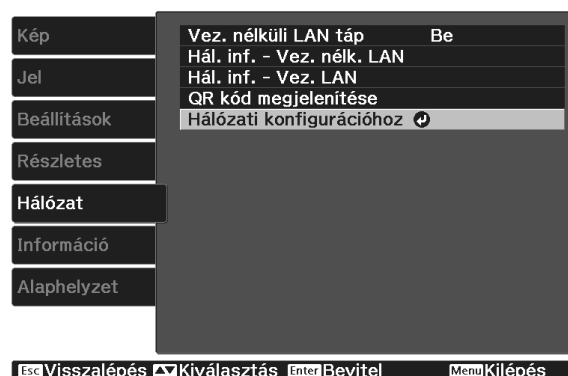 Kép
Jel
Beállítások
Részletes
Hálózat
Információ
Alaphelyzet
Vez. nélküli LAN táp Be
Hál. inf. - Vez. nélk. LAN
Hál. inf. - Vez. LAN
QR kód megjelenítése
Hálózati konfigurációhoz
Esc Visszalépés Kiválasztás Enter Bevitel Menu Kilépés